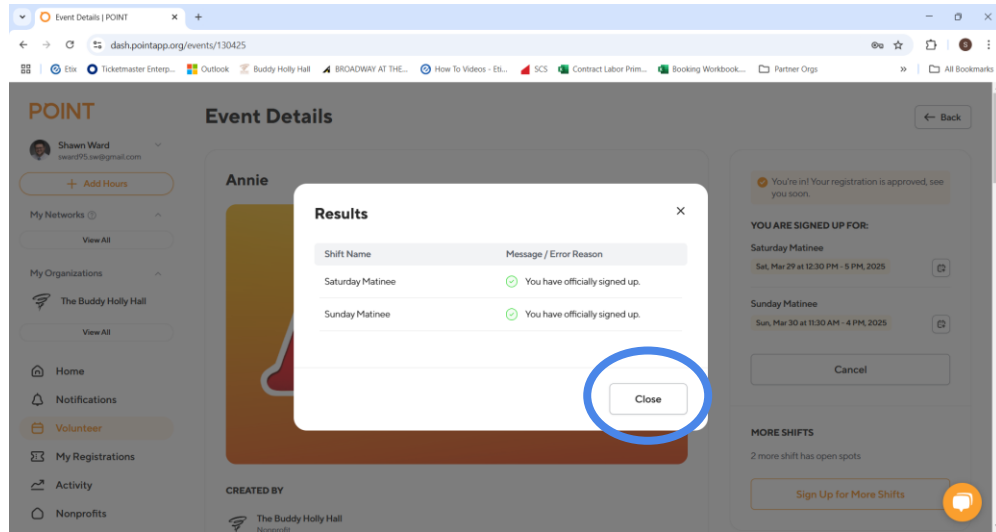 Event Details | POINT
dash.pointapp.org/events/130425
Etix
Ticketmaster Enterp...
Outlook
Buddy Holly Hall
BROADWAY AT THE...
How To Videos - Eti...
SCS
Contract Labor Prim...
Booking Workbook....
Partner Orgs
All Bookmarks
S
POINT
Event Details
← Back
Shawn Ward
sward95.sw@gmail.com
+ Add Hours
My Networks
View All
My Organizations
The Buddy Holly Hall
View All
Home
Notifications
Volunteer
My Registrations
Activity
Nonprofits
Annie
Results
Shift Name Message / Error Reason
Saturday Matinee You have officially signed up.
Sunday Matinee You have officially signed up.
Close
CREATED BY
The Buddy Holly Hall
Nonprofit
You're in! Your registration is approved, see
you soon.
YOU ARE SIGNED UP FOR:
Saturday Matinee
Sat, Mar 29 at 12:30 PM - 5 PM, 2025
Sunday Matinee
Sun, Mar 30 at 11:30 AM - 4 PM, 2025
Cancel
MORE SHIFTS
2 more shift has open spots
Sign Up for More Shifts